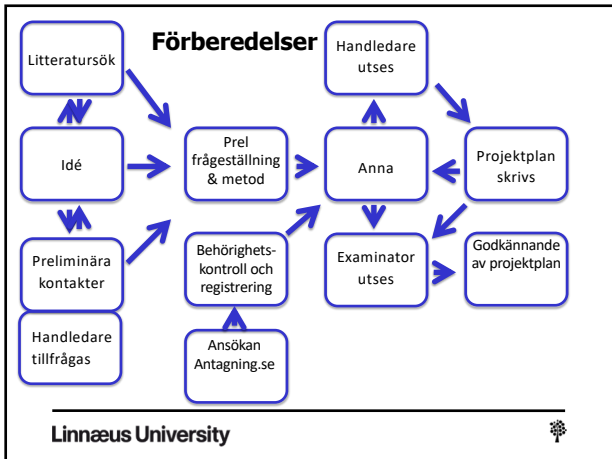 Förberedelser
Litteratursök
Handledare
utses
Idé
Prel
frågeställning
& metod
Anna
Projektplan
skrivs
Preliminära
kontakter
Behörighets-
kontroll och
registrering
Examinator
utses
Godkännande
av projektplan
Handledare
tillfrågas
Ansökan
Antagning.se
Linnæus University